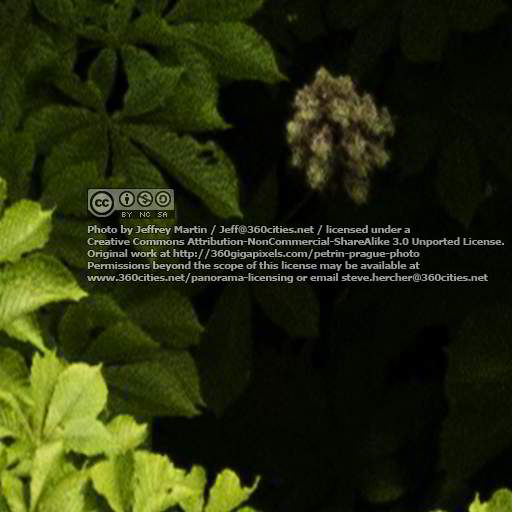 cc
BY NC SA
Photo by Jeffrey Martin / Jeff@360cities.net / licensed under a
Creative Commons Attribution-NonCommercial-ShareAlike 3.0 Unported License.
Original work at http://360gigapixels.com/petrin-prague-photo
Permissions beyond the scope of this license may be available at
www.360cities.net/panorama-licensing or email steve.hercher@360cities.net